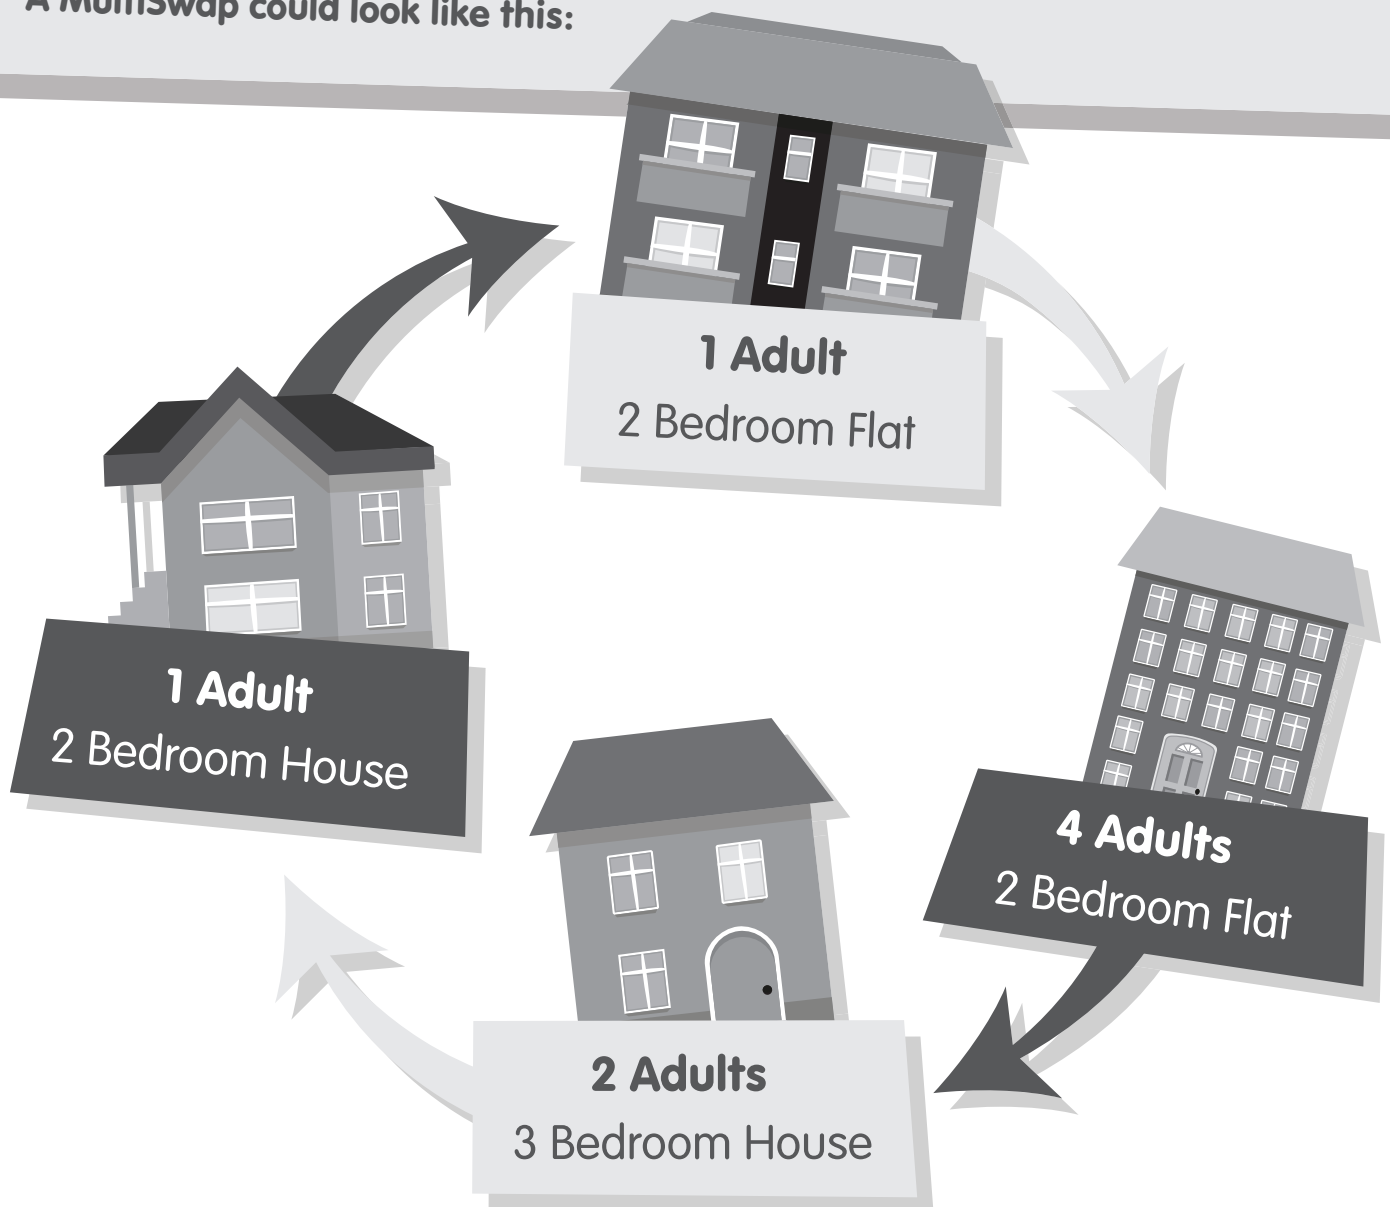 A MultiSwap could look like this:
1 Adult
2 Bedroom Flat
1 Adult
2 Bedroom House
4 Adults
2 Bedroom Flat
2 Adults
3 Bedroom House